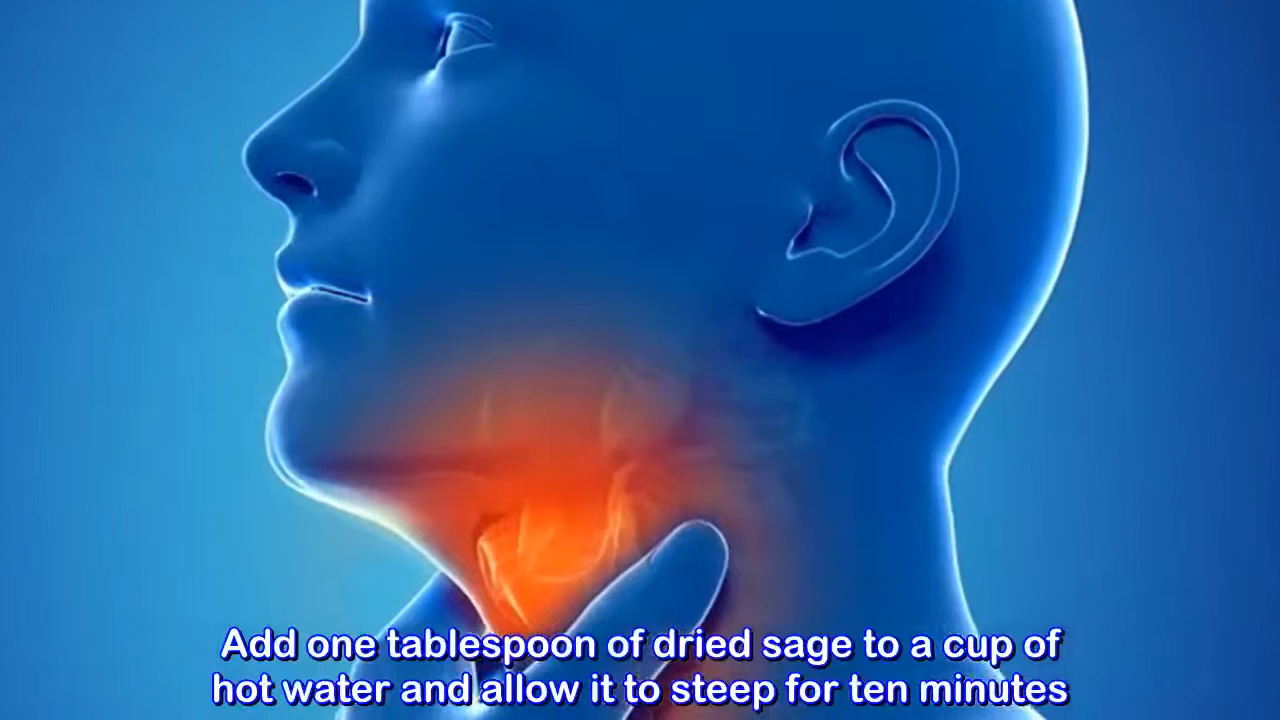 Add one tablespoon of dried sage to a cup of
hot water and allow it to steep for ten minutes